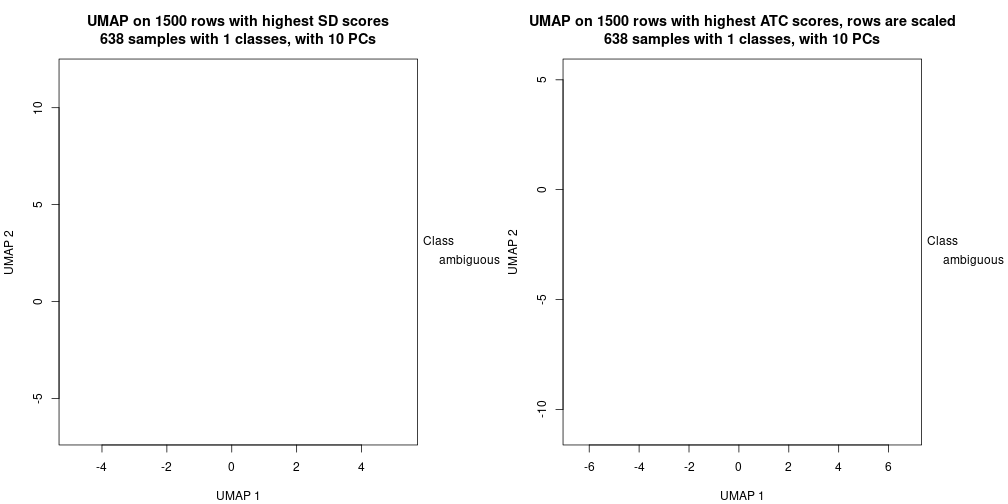 UMAP on 1500 rows with highest SD scores
638 samples with 1 classes, with 10 PCs
10
5
0
-5
UMAP 2
-4
-2
0
2
4
UMAP 1
Class
ambiguous
UMAP on 1500 rows with highest ATC scores, rows are scaled
638 samples with 1 classes, with 10 PCs
5
0
-5
-10
UMAP 2
-6
-4
-2
0
2
4
6
UMAP 1
Class
ambiguous